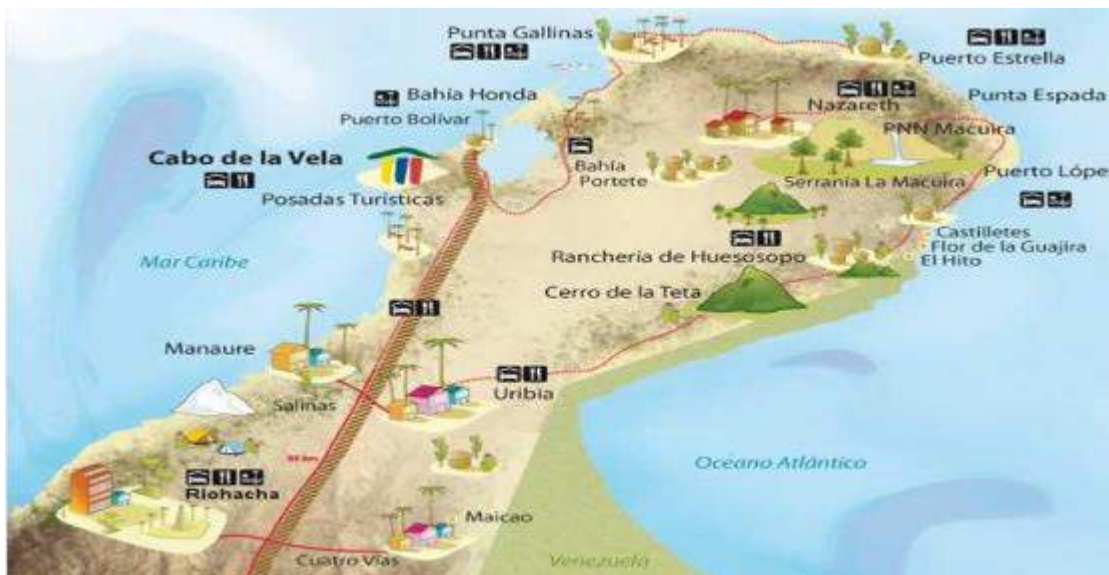 Punta Gallinas
Puerto Estrella
Bahía Honda
Nazareth
Punta Espada
Puerto Bolívar
PNN Macuira
Cabo de la Vela
Bahía
Portete
Serranía La Macuira
Puerto Lópe
Posadas Turísticas
Castilletes
Flor de la Guajira
Ranchería de Huesosopo
El Hito
Mar Caribe
Cerro de la Teta
Manaure
Uribia
Salinas
Océano Atlántico
Riohacha
Maicao
Cuatro Vías
Venezuela